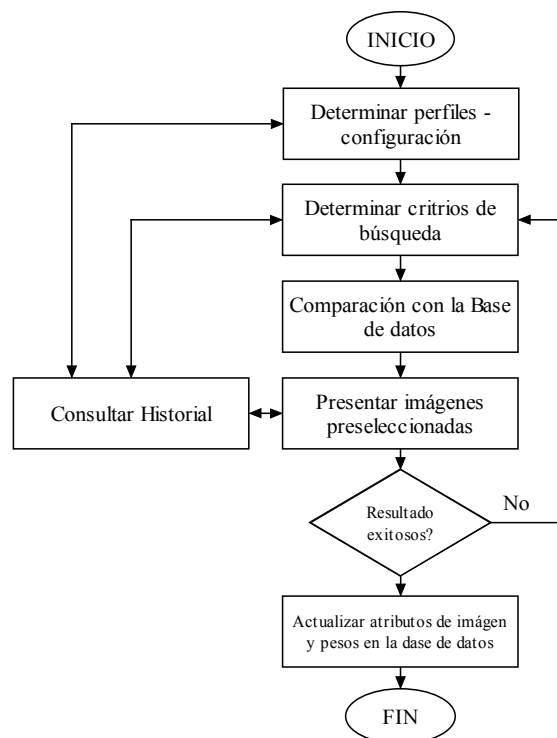 INICIO
Determinar perfiles -
configuración
Determinar critrios de
búsqueda
Comparación con la Base
de datos
Consultar Historial
Presentar imágenes
preseleccionadas
Resultado
exitosos?
No
Actualizar atributos de imágen
y pesos en la dase de datos
FIN